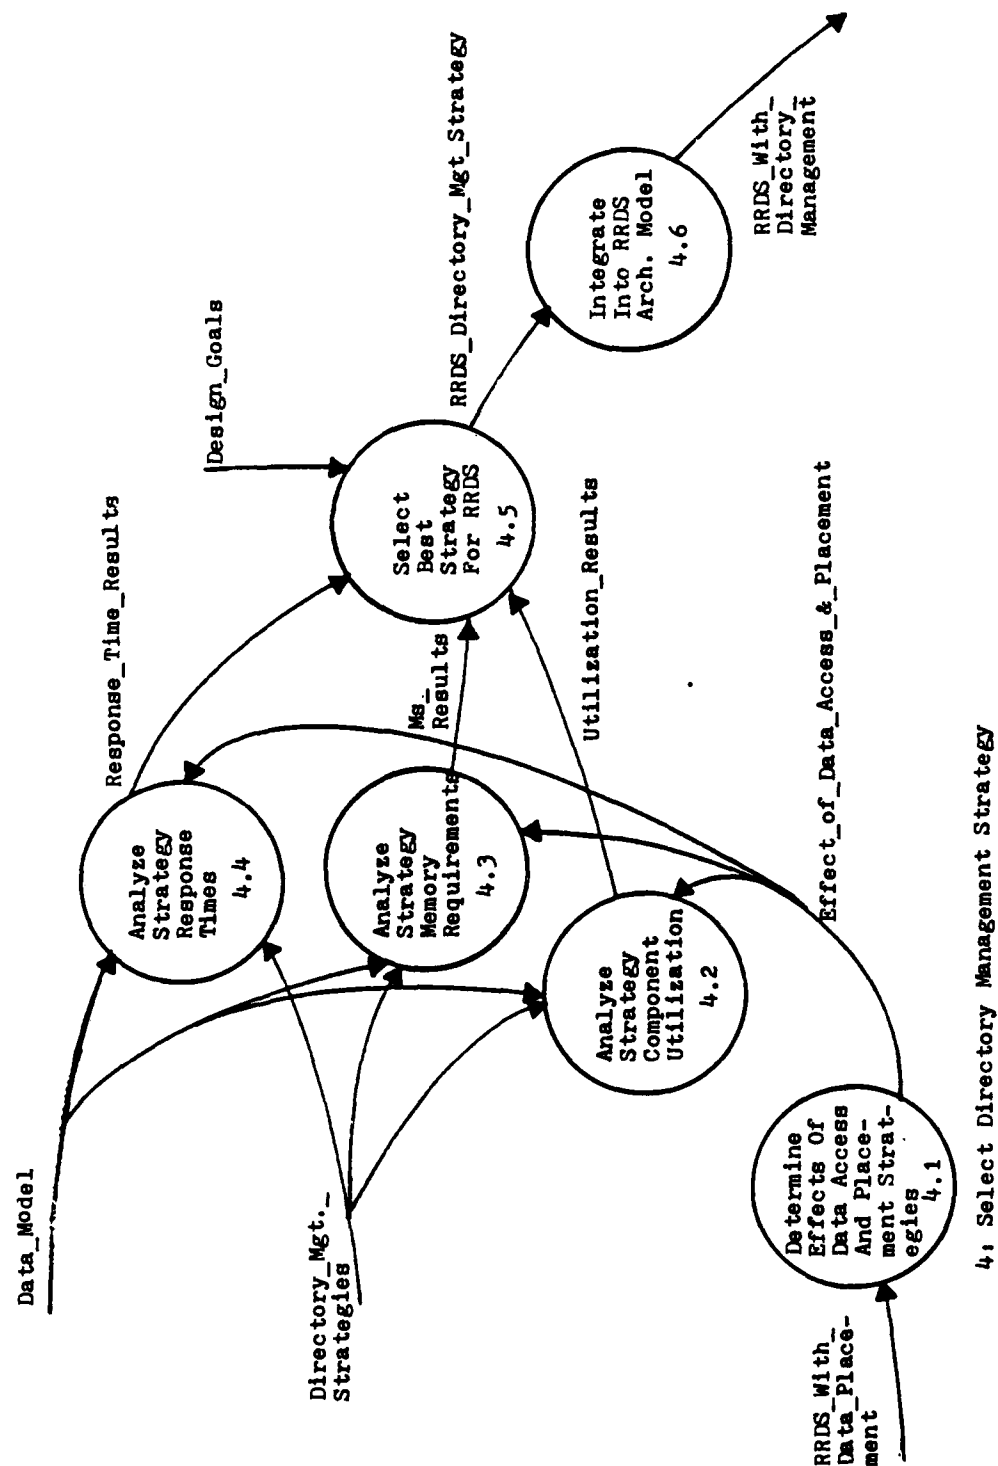 Data_Model
Directory_Mgt._
Strategies
RRDS_With_
Data_Place-
ment
Analyze
Strategy
Response
Times
4.4
Analyze
Strategy
Memory
Requirements
4.3
Analyze
Strategy
Component
Utilization
4.2
Determine
Effects Of
Data Access
And Place-
ment Strat-
egies
4.1
Response_Time_Results
Ms_
Results
Utilization_Results
Effect_of_Data_Access_&_Placement
Design_Goals
Select
Best
Strategy
For RRDS
4.5
RRDS_Directory_Mgt_Strategy
Integrate
Into RRDS
Arch. Model
4.6
RRDS_With_
Directory_
Management
4: Select Directory Management Strategy